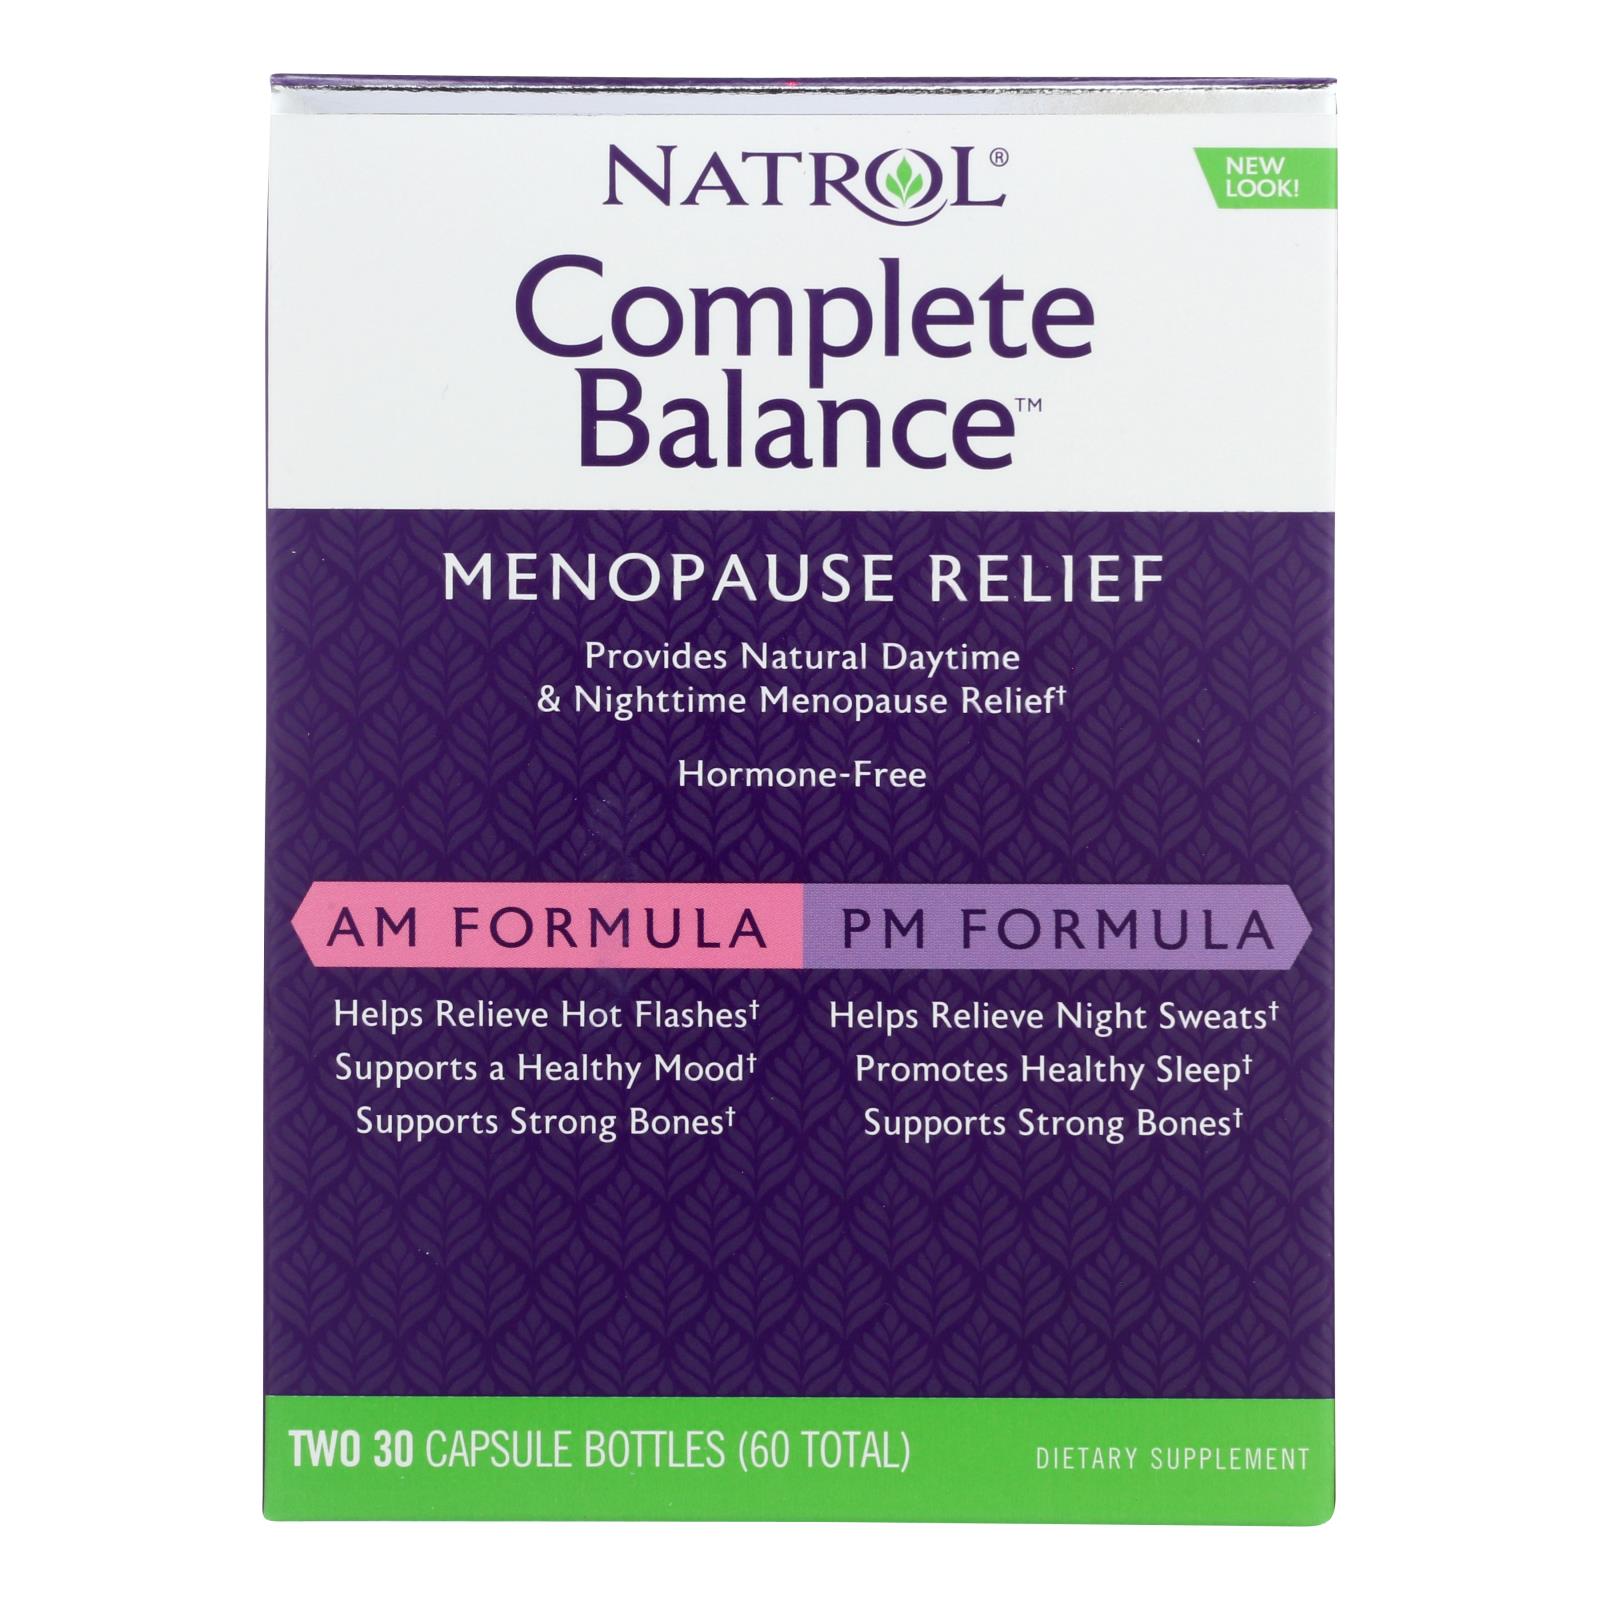 NATROL®
NEW
LOOK!
Complete
Balance™
MENOPAUSE RELIEF
Provides Natural Daytime
& Nighttime Menopause Relief†
Hormone-Free
AM FORMULA
Helps Relieve Hot Flashes†
Supports a Healthy Mood†
Supports Strong Bones†
PM FORMULA
Helps Relieve Night Sweats†
Promotes Healthy Sleep†
Supports Strong Bones†
TWO 30 CAPSULE BOTTLES (60 TOTAL)
DIETARY SUPPLEMENT